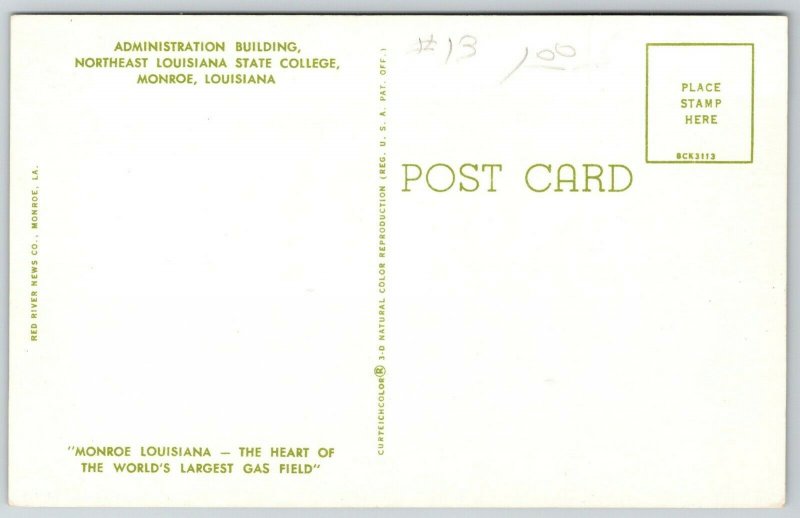 ADMINISTRATION BUILDING,
NORTHEAST LOUISIANA STATE COLLEGE,
MONROE, LOUISIANA
RED RIVER NEWS CO., MONROE, LA.
"MONROE LOUISIANA — THE HEART OF
THE WORLD'S LARGEST GAS FIELD"
CURTEICHCOLOR® 3-D NATURAL COLOR REPRODUCTION (REG. U. S. A. PAT. OFF.)
#13 100
POST CARD
PLACE
STAMP
HERE
BCK3113